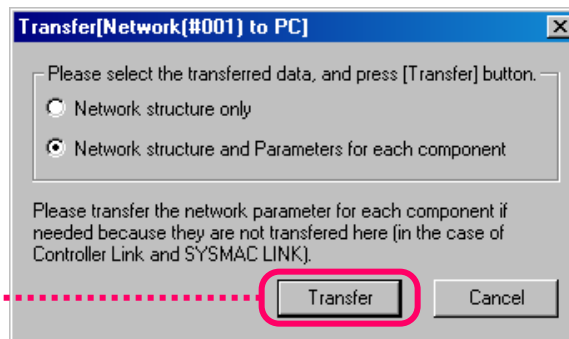 Transfer[Network(#001) to PC]
Please select the transferred data, and press [Transfer] button.
Network structure only
Network structure and Parameters for each component
Please transfer the network parameter for each component if
needed because they are not transfered here (in the case of
Controller Link and SYSMAC LINK).
Transfer
Cancel